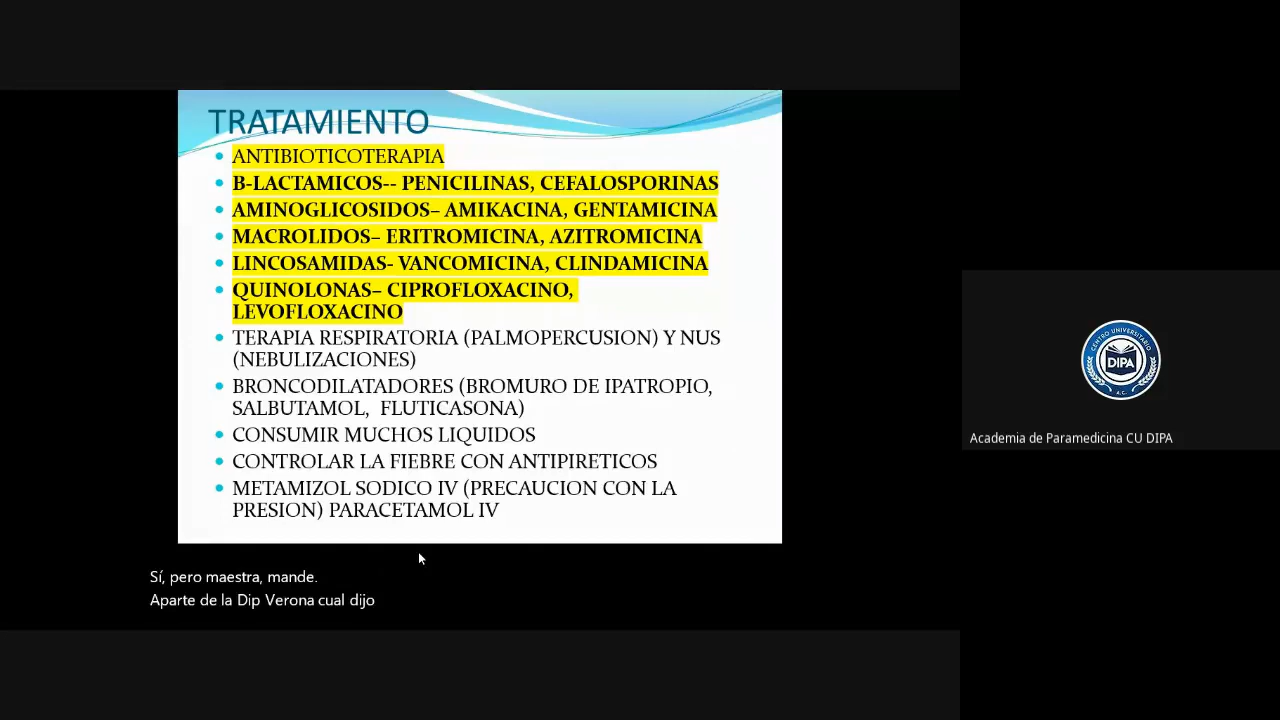 TRATAMIENTO
ANTIBIOTICOTERAPIA
B-LACTAMICOS-- PENICILINAS, CEFALOSPORINAS
AMINOGLICOSIDOS– AMIKACINA, GENTAMICINA
MACROLIDOS– ERITROMICINA, AZITROMICINA
LINCOSAMIDAS- VANCOMICINA, CLINDAMICINA
QUINOLONAS– CIPROFLOXACINO,
LEVOFLOXACINO
TERAPIA RESPIRATORIA (PALMOPERCUSION) Y NUS
(NEBULIZACIONES)
BRONCODILATADORES (BROMURO DE IPATROPIO,
SALBUTAMOL, FLUTICASONA)
CONSUMIR MUCHOS LIQUIDOS
CONTROLAR LA FIEBRE CON ANTIPIRETICOS
METAMIZOL SODICO IV (PRECAUCION CON LA
PRESION) PARACETAMOL IV
Sí, pero maestra, mande.
Aparte de la Dip Verona cual dijo
CENTRO UNIVERSITARIO
DIPA
A.C.
Academia de Paramedicina CU DIPA